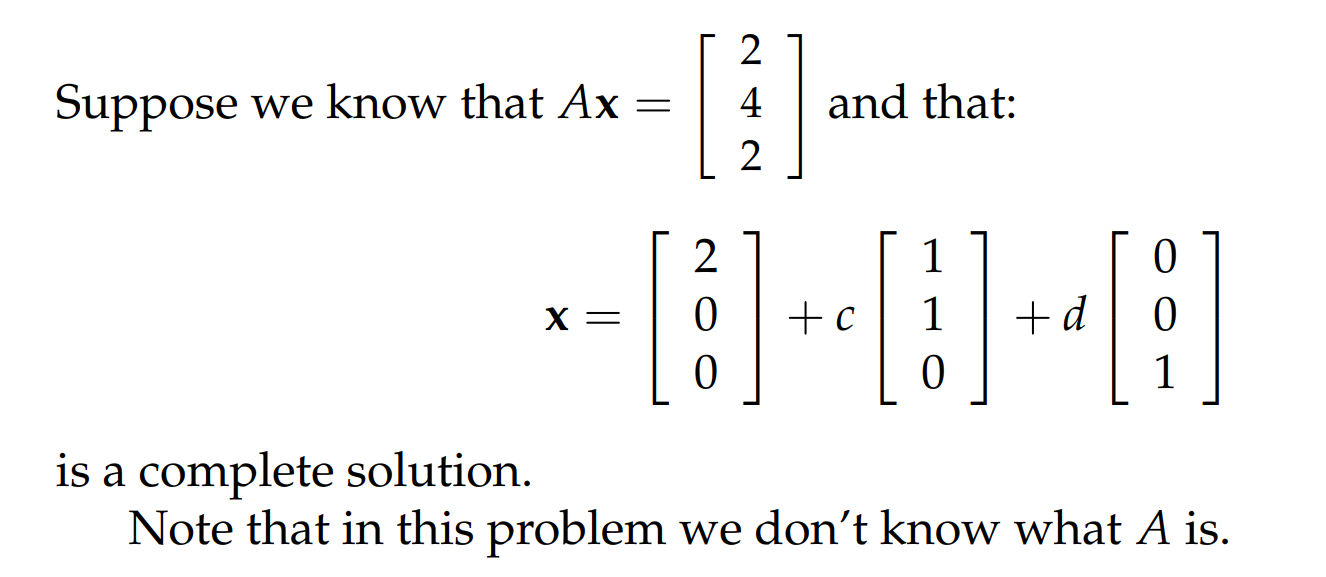 Suppose we know that Ax = [ 2 4 2 ] and that:
x = [ 2 0 0 ] + c [ 1 1 0 ] + d [ 0 0 1 ]
is a complete solution.
Note that in this problem we don’t know what A is.